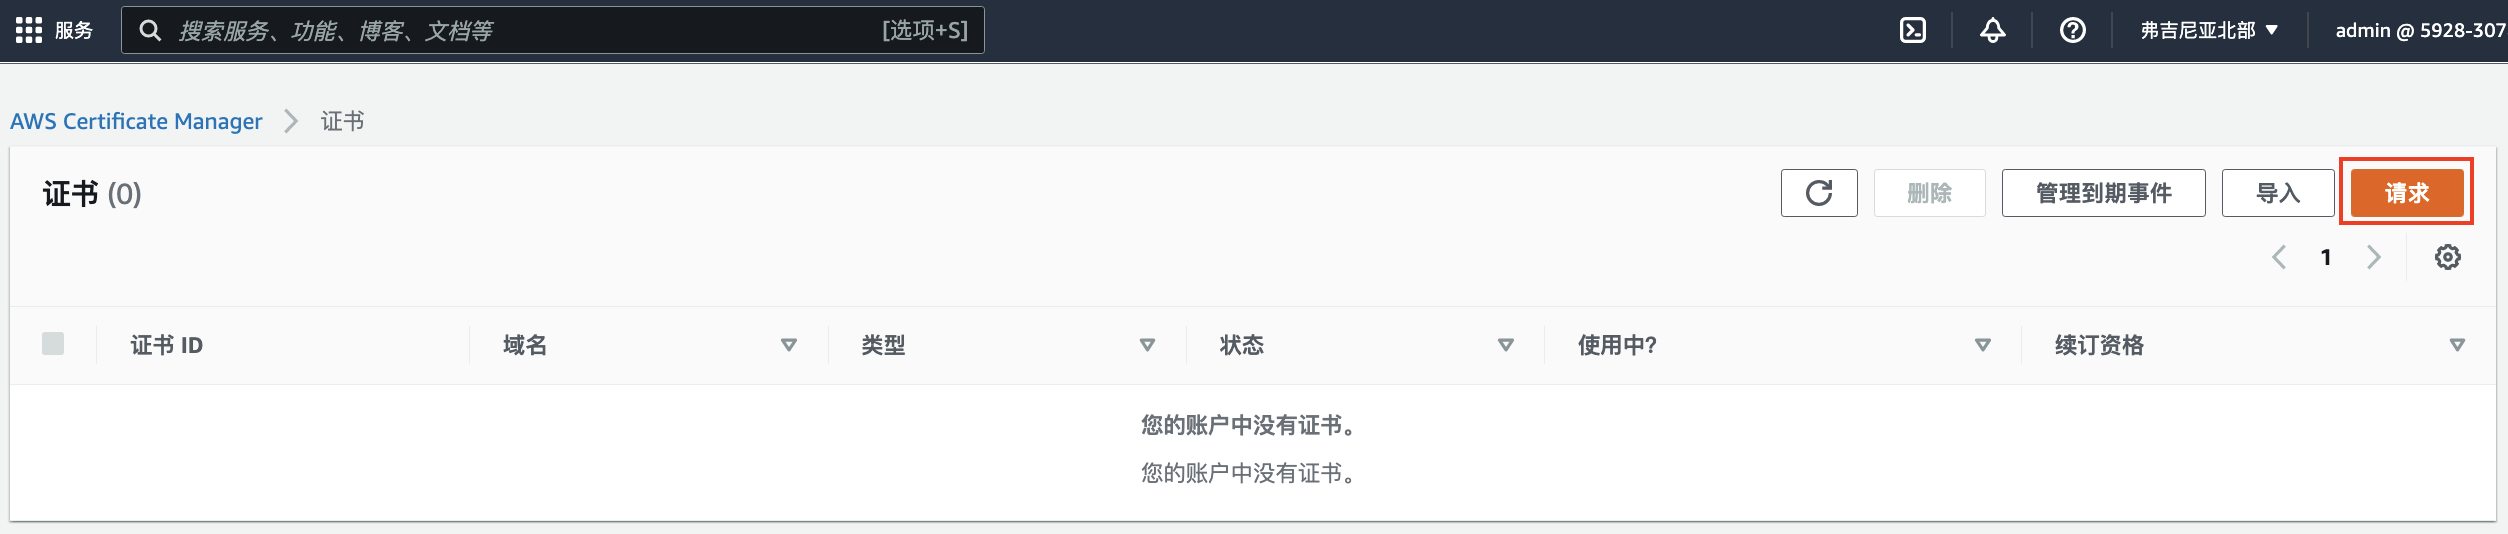 服务
搜索服务、功能、博客、文档等
[选项+S]
弗吉尼亚北部
admin @ 5928-307
AWS Certificate Manager
证书
证书 (0)
删除
管理到期事件
导入
请求
1
证书 ID
域名
类型
状态
使用中?
续订资格
您的账户中没有证书。
您的账户中没有证书。